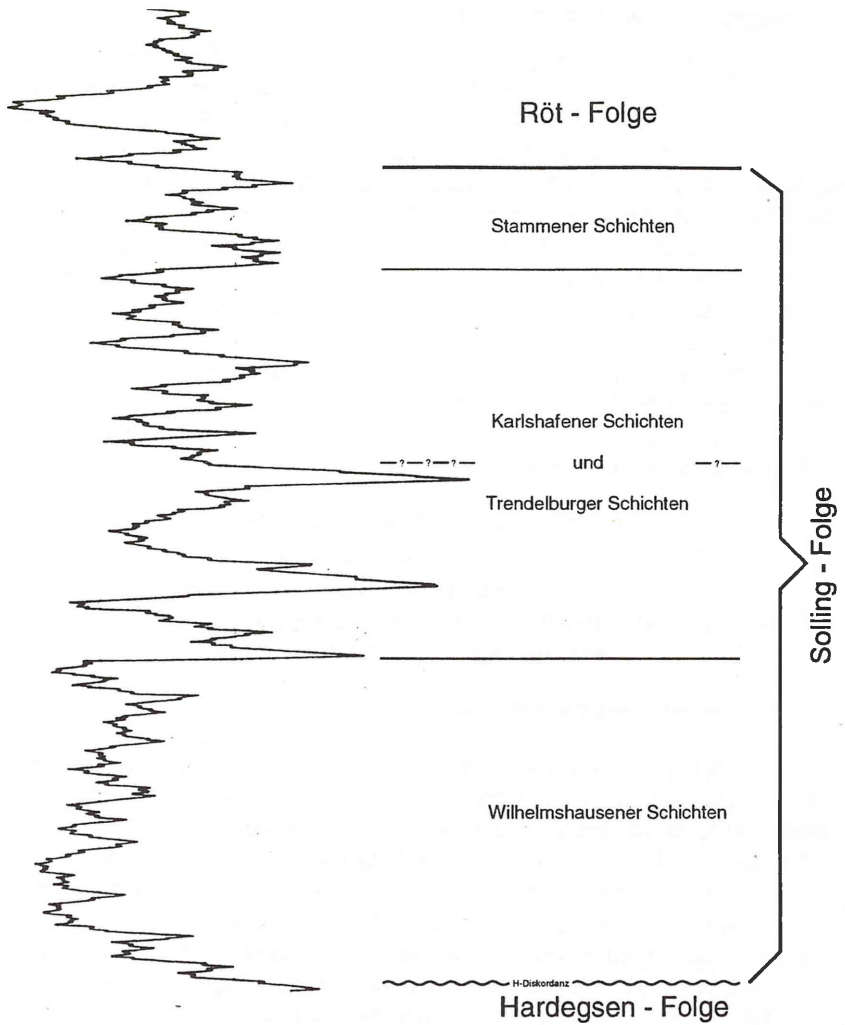 Röt - Folge
Stammener Schichten
Karlshafener Schichten
— ? — ? — ? — und — ? —
Trendelburger Schichten
Solling - Folge
Wilhelmshausener Schichten
H-Diskordanz
Hardegsen - Folge